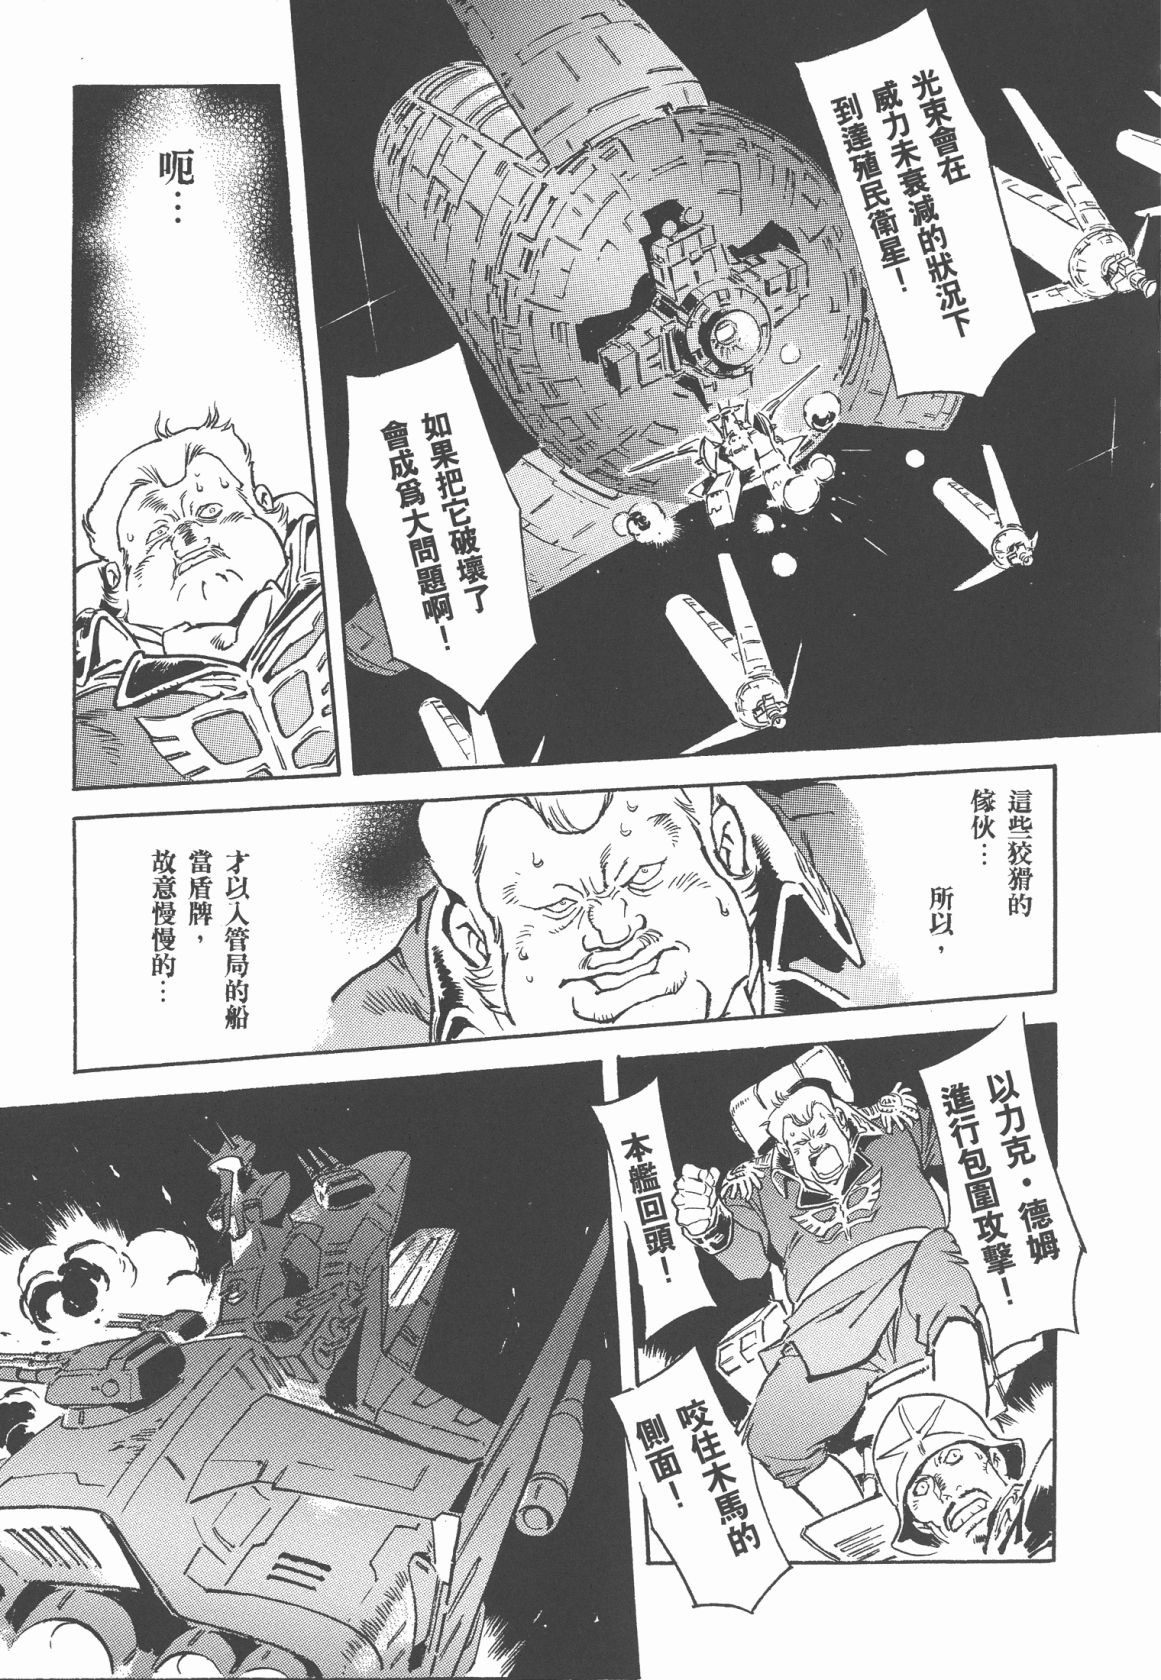 光束會在
威力未衰減的狀況下
到達殖民衛星！
如果把它破壞了
會成爲大問題啊！
呃…
這些狡猾的
傢伙…
所以，
才以入管局的船
當盾牌，
故意慢慢的…
以力克・德姆
進行包圍攻擊！
本艦回頭！
咬住木馬的
側面！